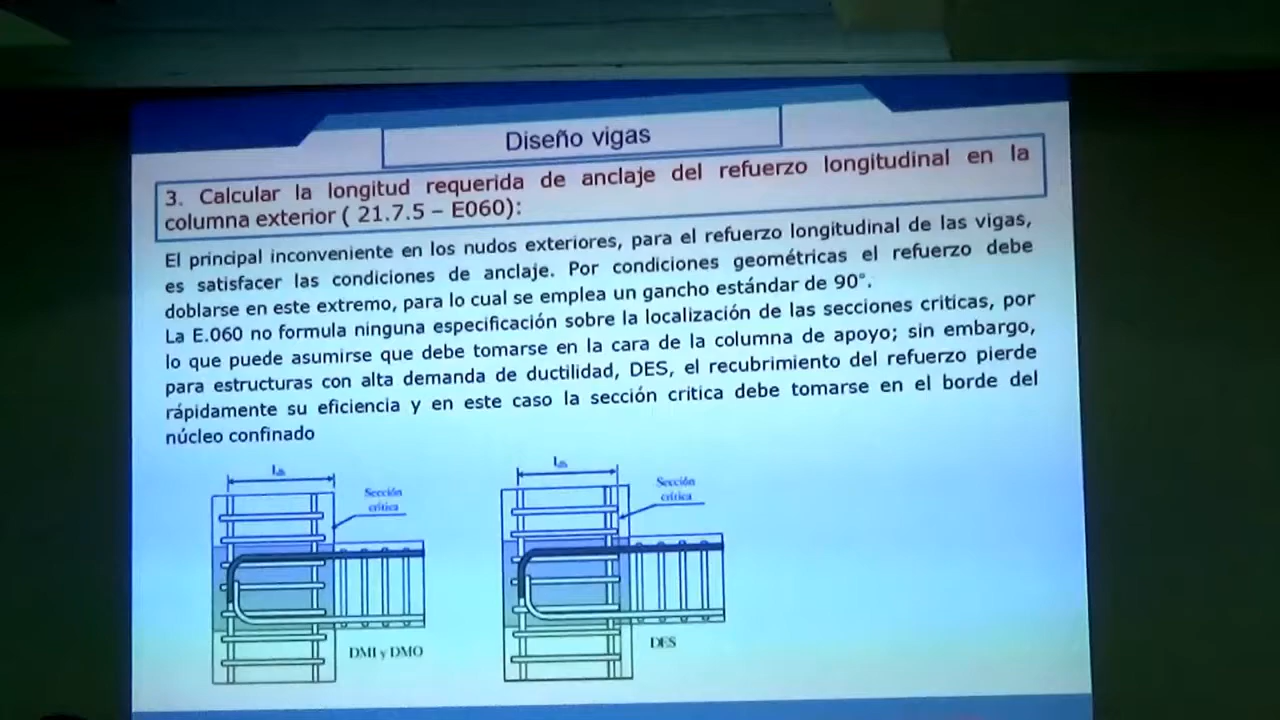 Diseño vigas
3. Calcular la longitud requerida de anclaje del refuerzo longitudinal en la
columna exterior ( 21.7.5 – E060):
El principal inconveniente en los nudos exteriores, para el refuerzo longitudinal de las vigas,
es satisfacer las condiciones de anclaje. Por condiciones geométricas el refuerzo debe
doblarse en este extremo, para lo cual se emplea un gancho estándar de 90°.
La E.060 no formula ninguna especificación sobre la localización de las secciones criticas, por
lo que puede asumirse que debe tomarse en la cara de la columna de apoyo; sin embargo,
para estructuras con alta demanda de ductilidad, DES, el recubrimiento del refuerzo pierde
rápidamente su eficiencia y en este caso la sección critica debe tomarse en el borde del
núcleo confinado
Sección
crítica
DMI y DMO
Sección
crítica
DES